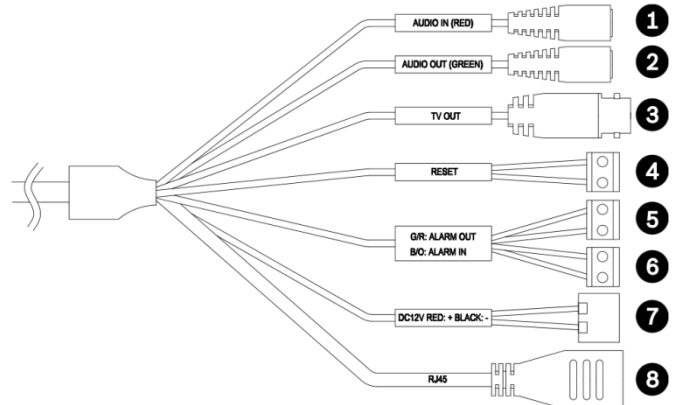 AUDIO IN (RED)
1
AUDIO OUT (GREEN)
2
TV OUT
3
RESET
4
G/R: ALARM OUT
5
B/O: ALARM IN
6
DC12V RED: + BLACK: -
7
RJ45
8